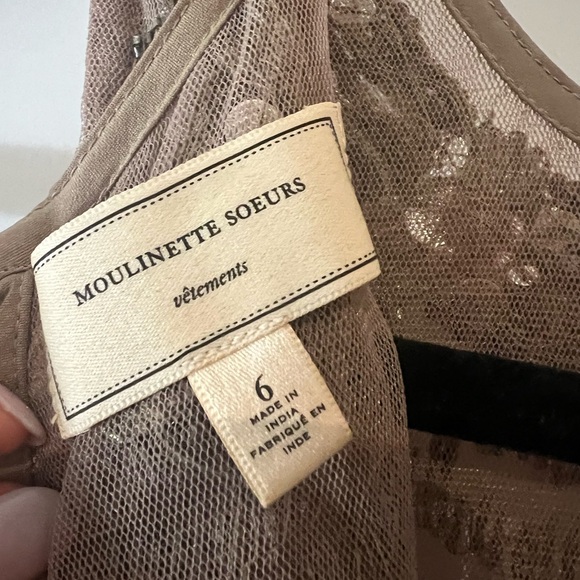 MOULINETTE SOEURS
vêtements
6
MADE IN
INDIA
FABRIQUÉ EN
INDE